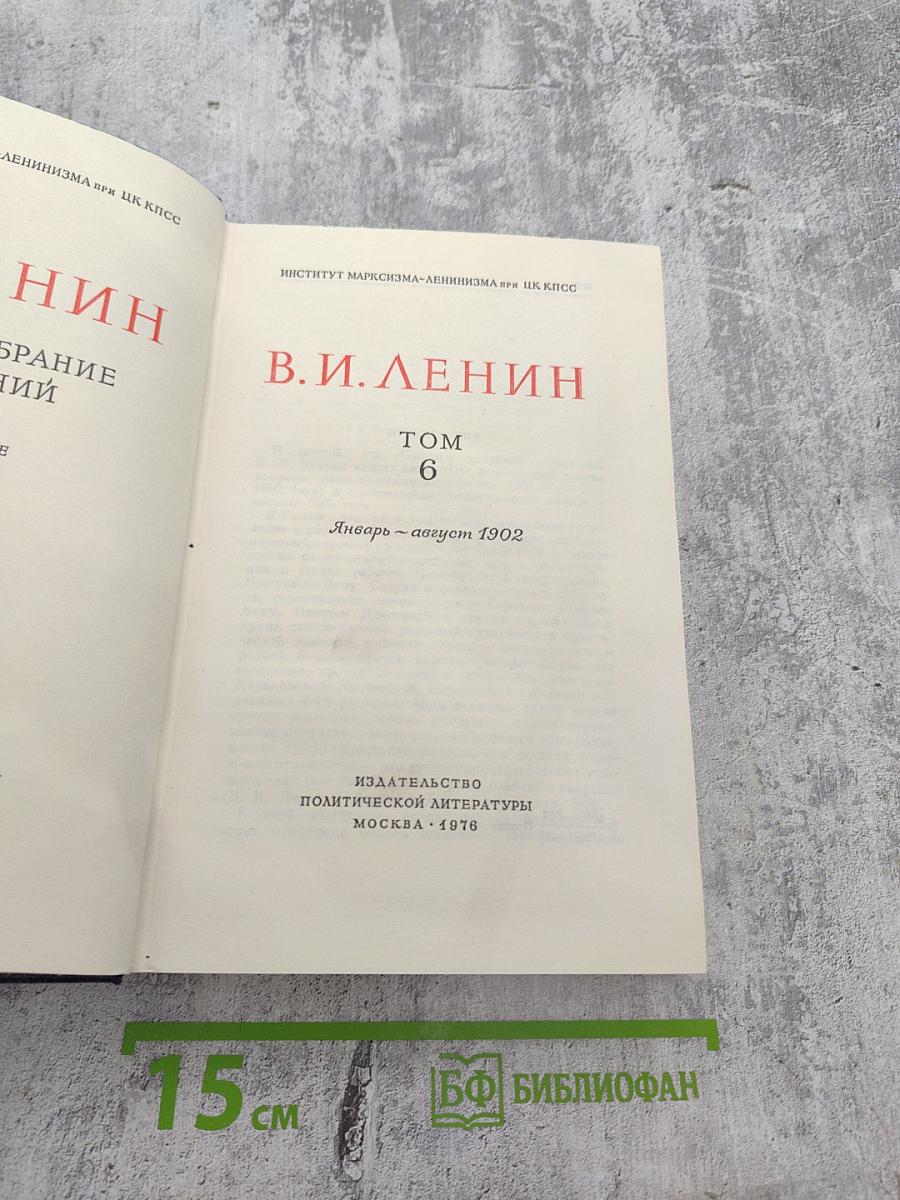 -ЛЕНИНИЗМА ПРИ ЦК КПСС
НИН
БРАНИЕ
НИЙ
Е
ИНСТИТУТ МАРКСИЗМА-ЛЕНИНИЗМА ПРИ ЦК КПСС
В. И. ЛЕНИН
ТОМ
6
Январь ~ август 1902
ИЗДАТЕЛЬСТВО
ПОЛИТИЧЕСКОЙ ЛИТЕРАТУРЫ
МОСКВА · 1976
15 см
БФ БИБЛИОФАН